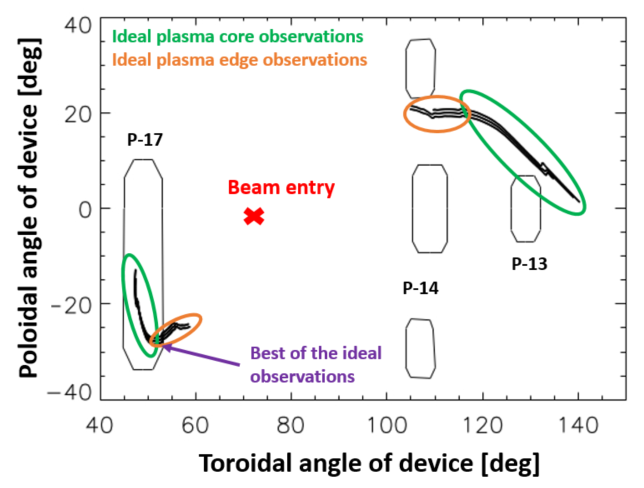 Ideal plasma core observations
Ideal plasma edge observations
P-17
Beam entry
P-14
P-13
Best of the ideal
observations
Poloidal angle of device [deg]
40
20
0
−20
−40
40 60 80 100 120 140
Toroidal angle of device [deg]